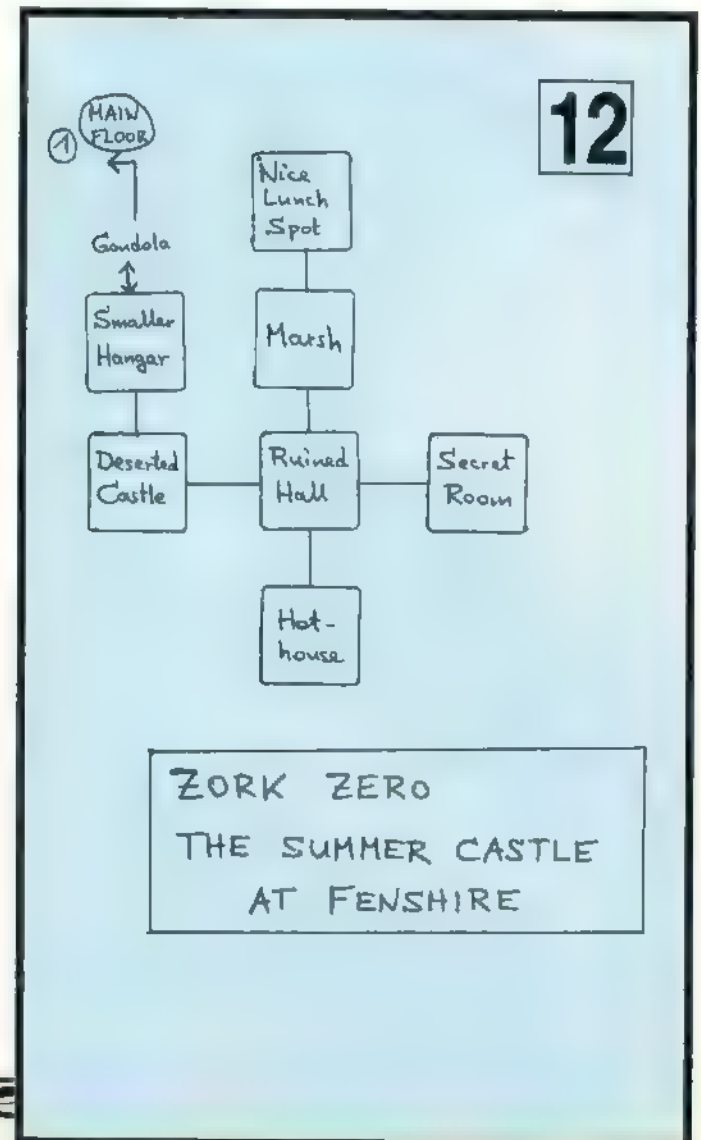 12
MAIN
FLOOR
1
Gondola
Smaller
Hangar
Nice
Lunch
Spot
Marsh
Deserted
Castle
Ruined
Hall
Secret
Room
Hot-
house
ZORK ZERO
THE SUMMER CASTLE
AT FENSHIRE